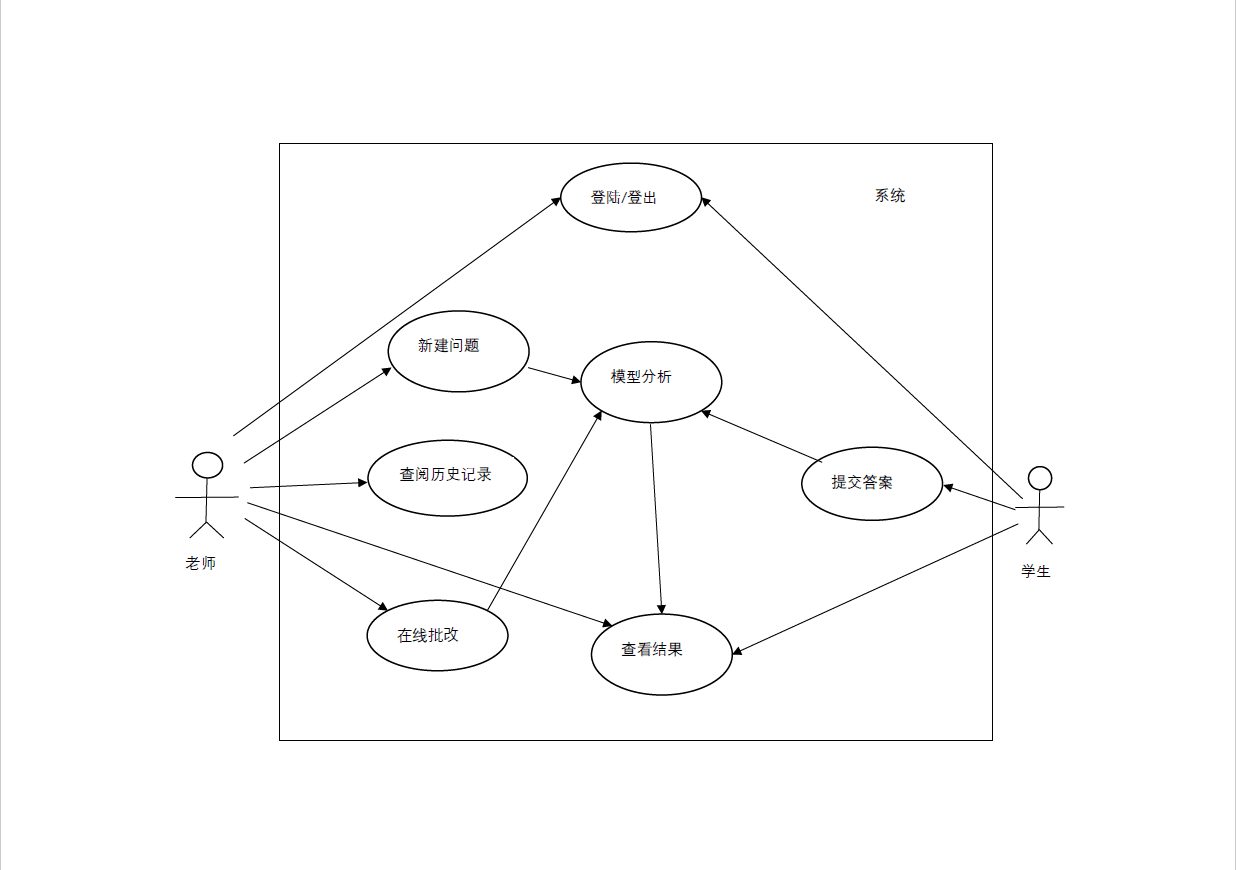 登陆/登出
系统
新建问题
模型分析
查阅历史记录
提交答案
老师
学生
在线批改
查看结果